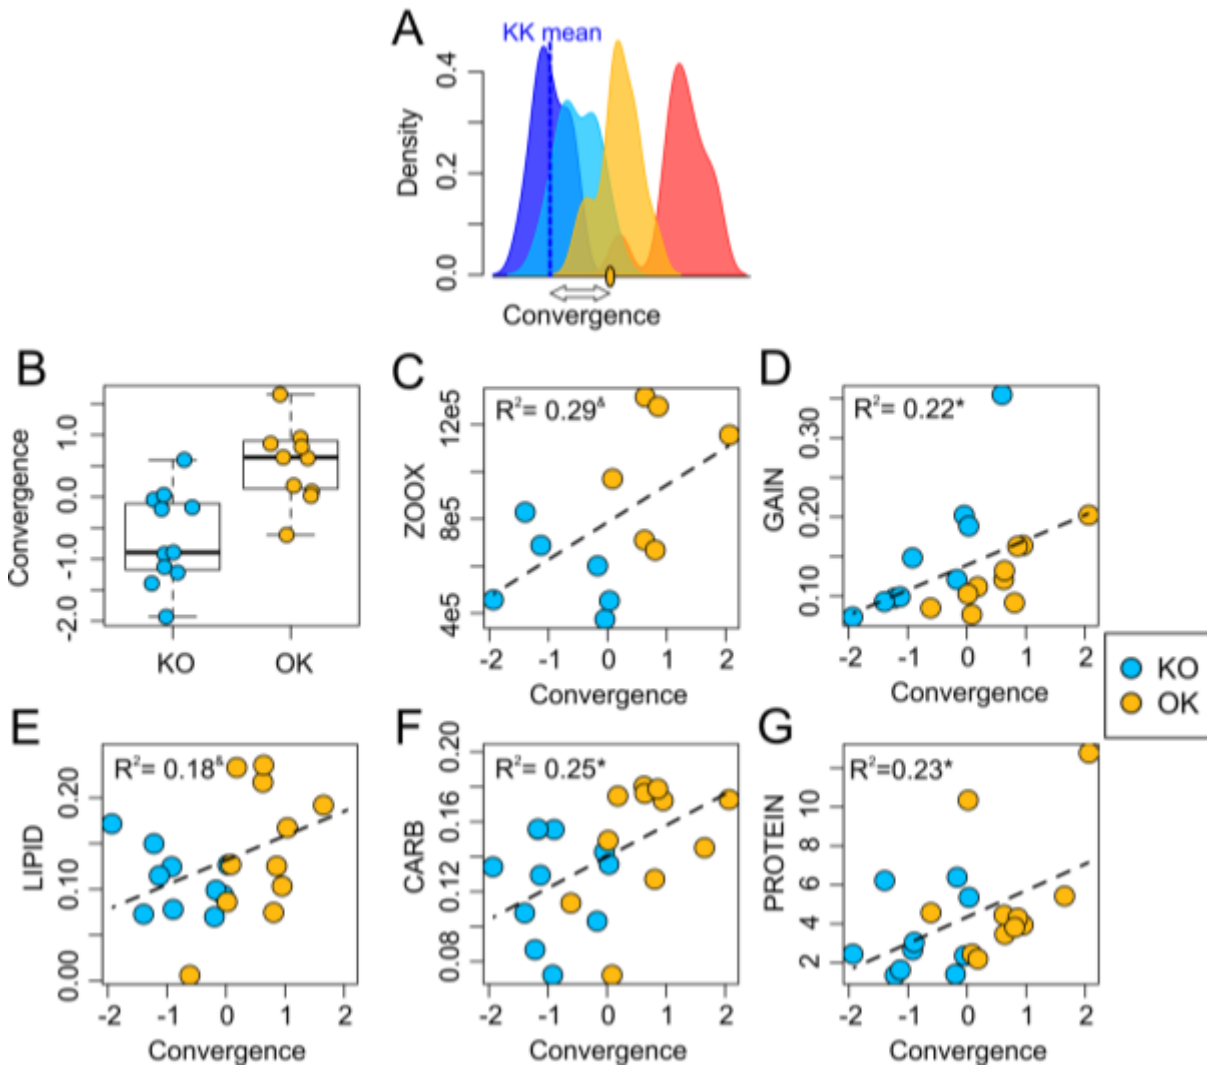 A
KK mean
Density
0.0
0.2
0.4
Convergence
B
Convergence
-2.0
-1.0
0.0
1.0
KO
OK
C
R²= 0.29&
ZOOX
4e5
8e5
12e5
-2 -1 0 1 2
Convergence
D
R²= 0.22*
GAIN
0.10
0.20
0.30
-2 -1 0 1 2
Convergence
KO
OK
E
R²= 0.18&
LIPID
0.00
0.10
0.20
-2 -1 0 1 2
Convergence
F
R²= 0.25*
CARB
0.08
0.12
0.16
0.20
-2 -1 0 1 2
Convergence
G
R²=0.23*
PROTEIN
2
4
6
8
10
-2 -1 0 1 2
Convergence